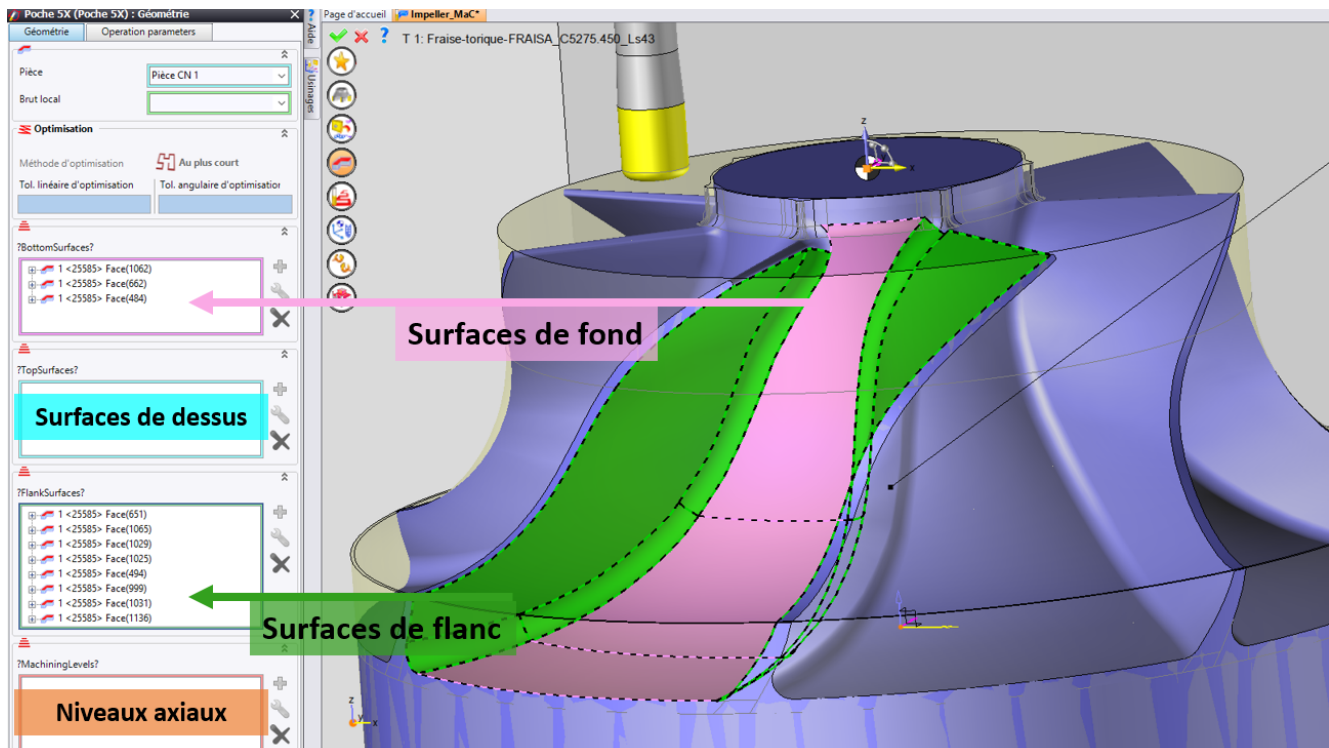 Poche 5X (Poche 5X) : Géométrie
Géométrie
Operation parameters
Pièce
Pièce CN 1
Brut local
Optimisation
Méthode d'optimisation
Au plus court
Tol. linéaire d'optimisation
Tol. angulaire d'optimisation
?BottomSurfaces?
1 <25585> Face(1062)
1 <25585> Face(662)
1 <25585> Face(484)
?TopSurfaces?
Surfaces de dessus
?FlankSurfaces?
1 <25585> Face(651)
1 <25585> Face(1065)
1 <25585> Face(1029)
1 <25585> Face(1025)
1 <25585> Face(494)
1 <25585> Face(999)
1 <25585> Face(1031)
1 <25585> Face(1136)
?MachiningLevels?
Niveaux axiaux
? Aide
Usinages
Page d'accueil
Impeller_MaC*
T 1: Fraise-torique-FRAISA_C5275.450_Ls43
z
x
Surfaces de fond
Surfaces de flanc
z
y
x